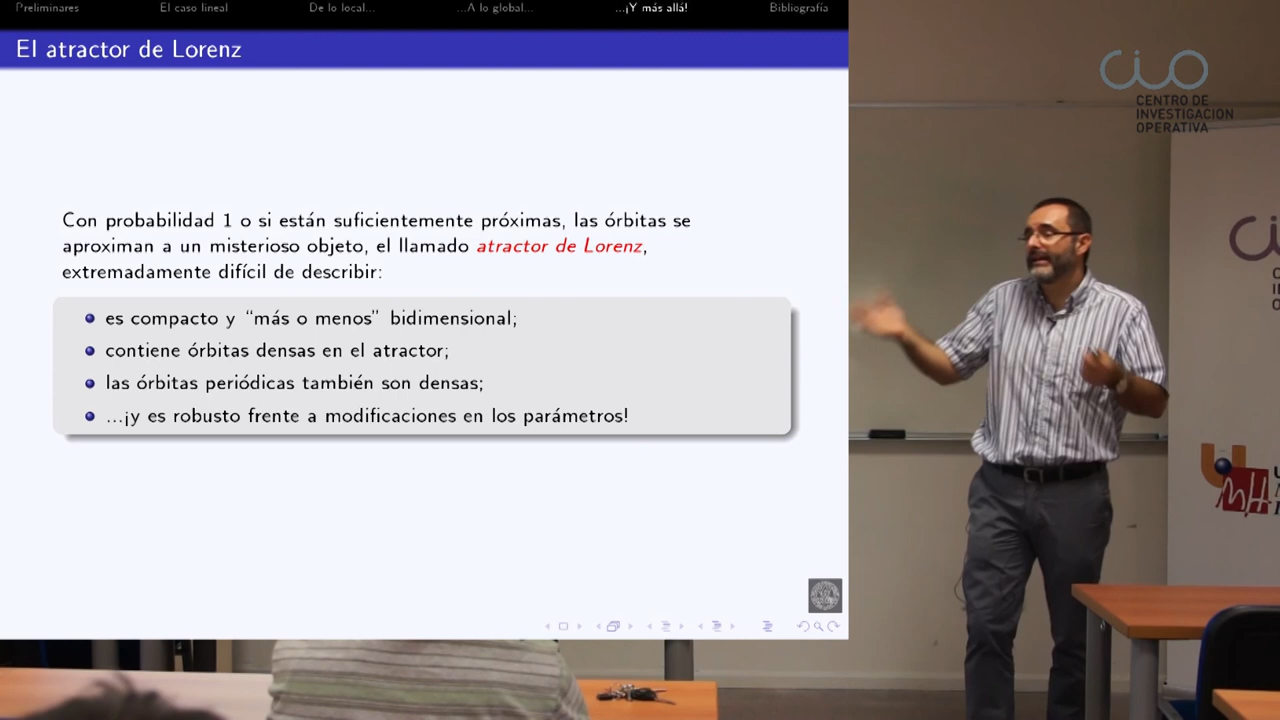 Preliminares
El caso lineal
De lo local...
...A lo global...
...¡Y más allá!
Bibliografía
El atractor de Lorenz
Con probabilidad 1 o si están suficientemente próximas, las órbitas se
aproximan a un misterioso objeto, el llamado atractor de Lorenz,
extremadamente difícil de describir:
es compacto y “más o menos” bidimensional;
contiene órbitas densas en el atractor;
las órbitas periódicas también son densas;
...¡y es robusto frente a modificaciones en los parámetros!
CIO
CENTRO DE
INVESTIGACION
OPERATIVA